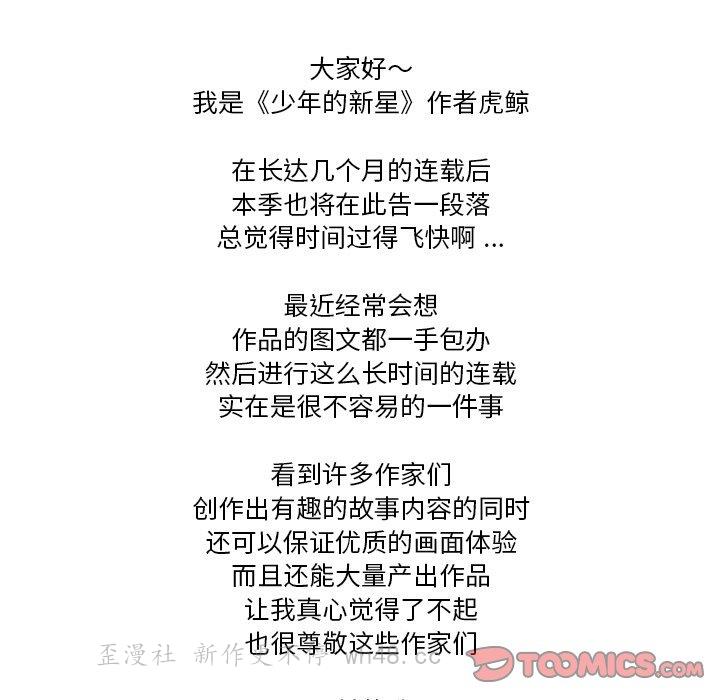 大家好～
我是《少年的新星》作者虎鲸
在长达几个月的连载后
本季也将在此告一段落
总觉得时间过得飞快啊 ...
最近经常会想
作品的图文都一手包办
然后进行这么长时间的连载
实在是很不容易的一件事
看到许多作家们
创作出有趣的故事内容的同时
还可以保证优质的画面体验
而且还能大量产出作品
让我真心觉得了不起
也很尊敬这些作家们
歪漫社 新作更不停 wh48.cc
TOOMICS.COM